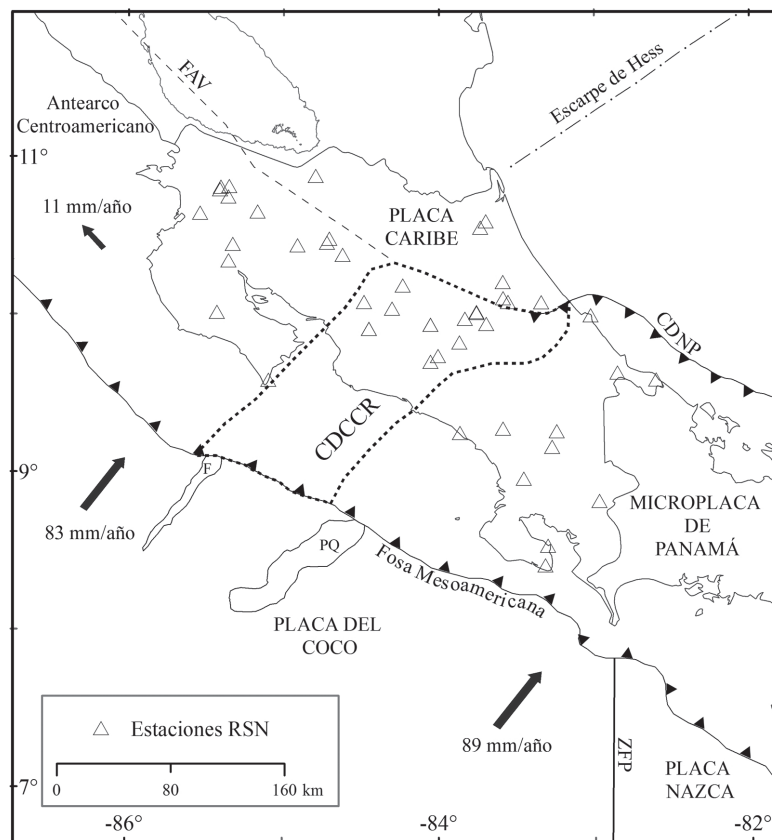 FAV
Escarpe de Hess
Antearco
Centroamericano
11°
11 mm/año
PLACA
CARIBE
CDNP
CDCCR
9°
F
83 mm/año
MICROPLACA
DE
PANAMÁ
PQ
Fosa Mesoamericana
PLACA DEL
COCO
Estaciones RSN
0 80 160 km
89 mm/año
ZFP
PLACA
NAZCA
7°
-86° -84° -82°